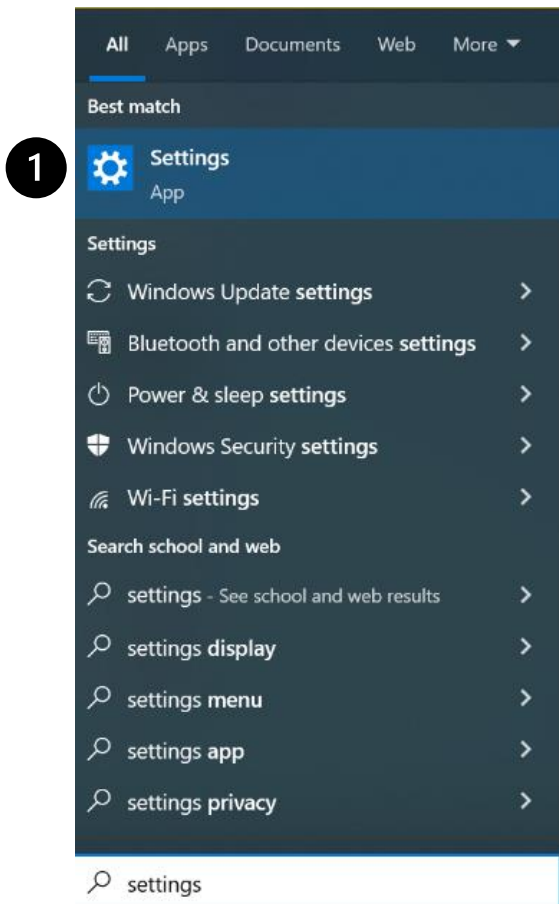 All Apps Documents Web More
Best match
1
Settings
App
Settings
Windows Update settings
Bluetooth and other devices settings
Power & sleep settings
Windows Security settings
Wi-Fi settings
Search school and web
settings - See school and web results
settings display
settings menu
settings app
settings privacy
settings